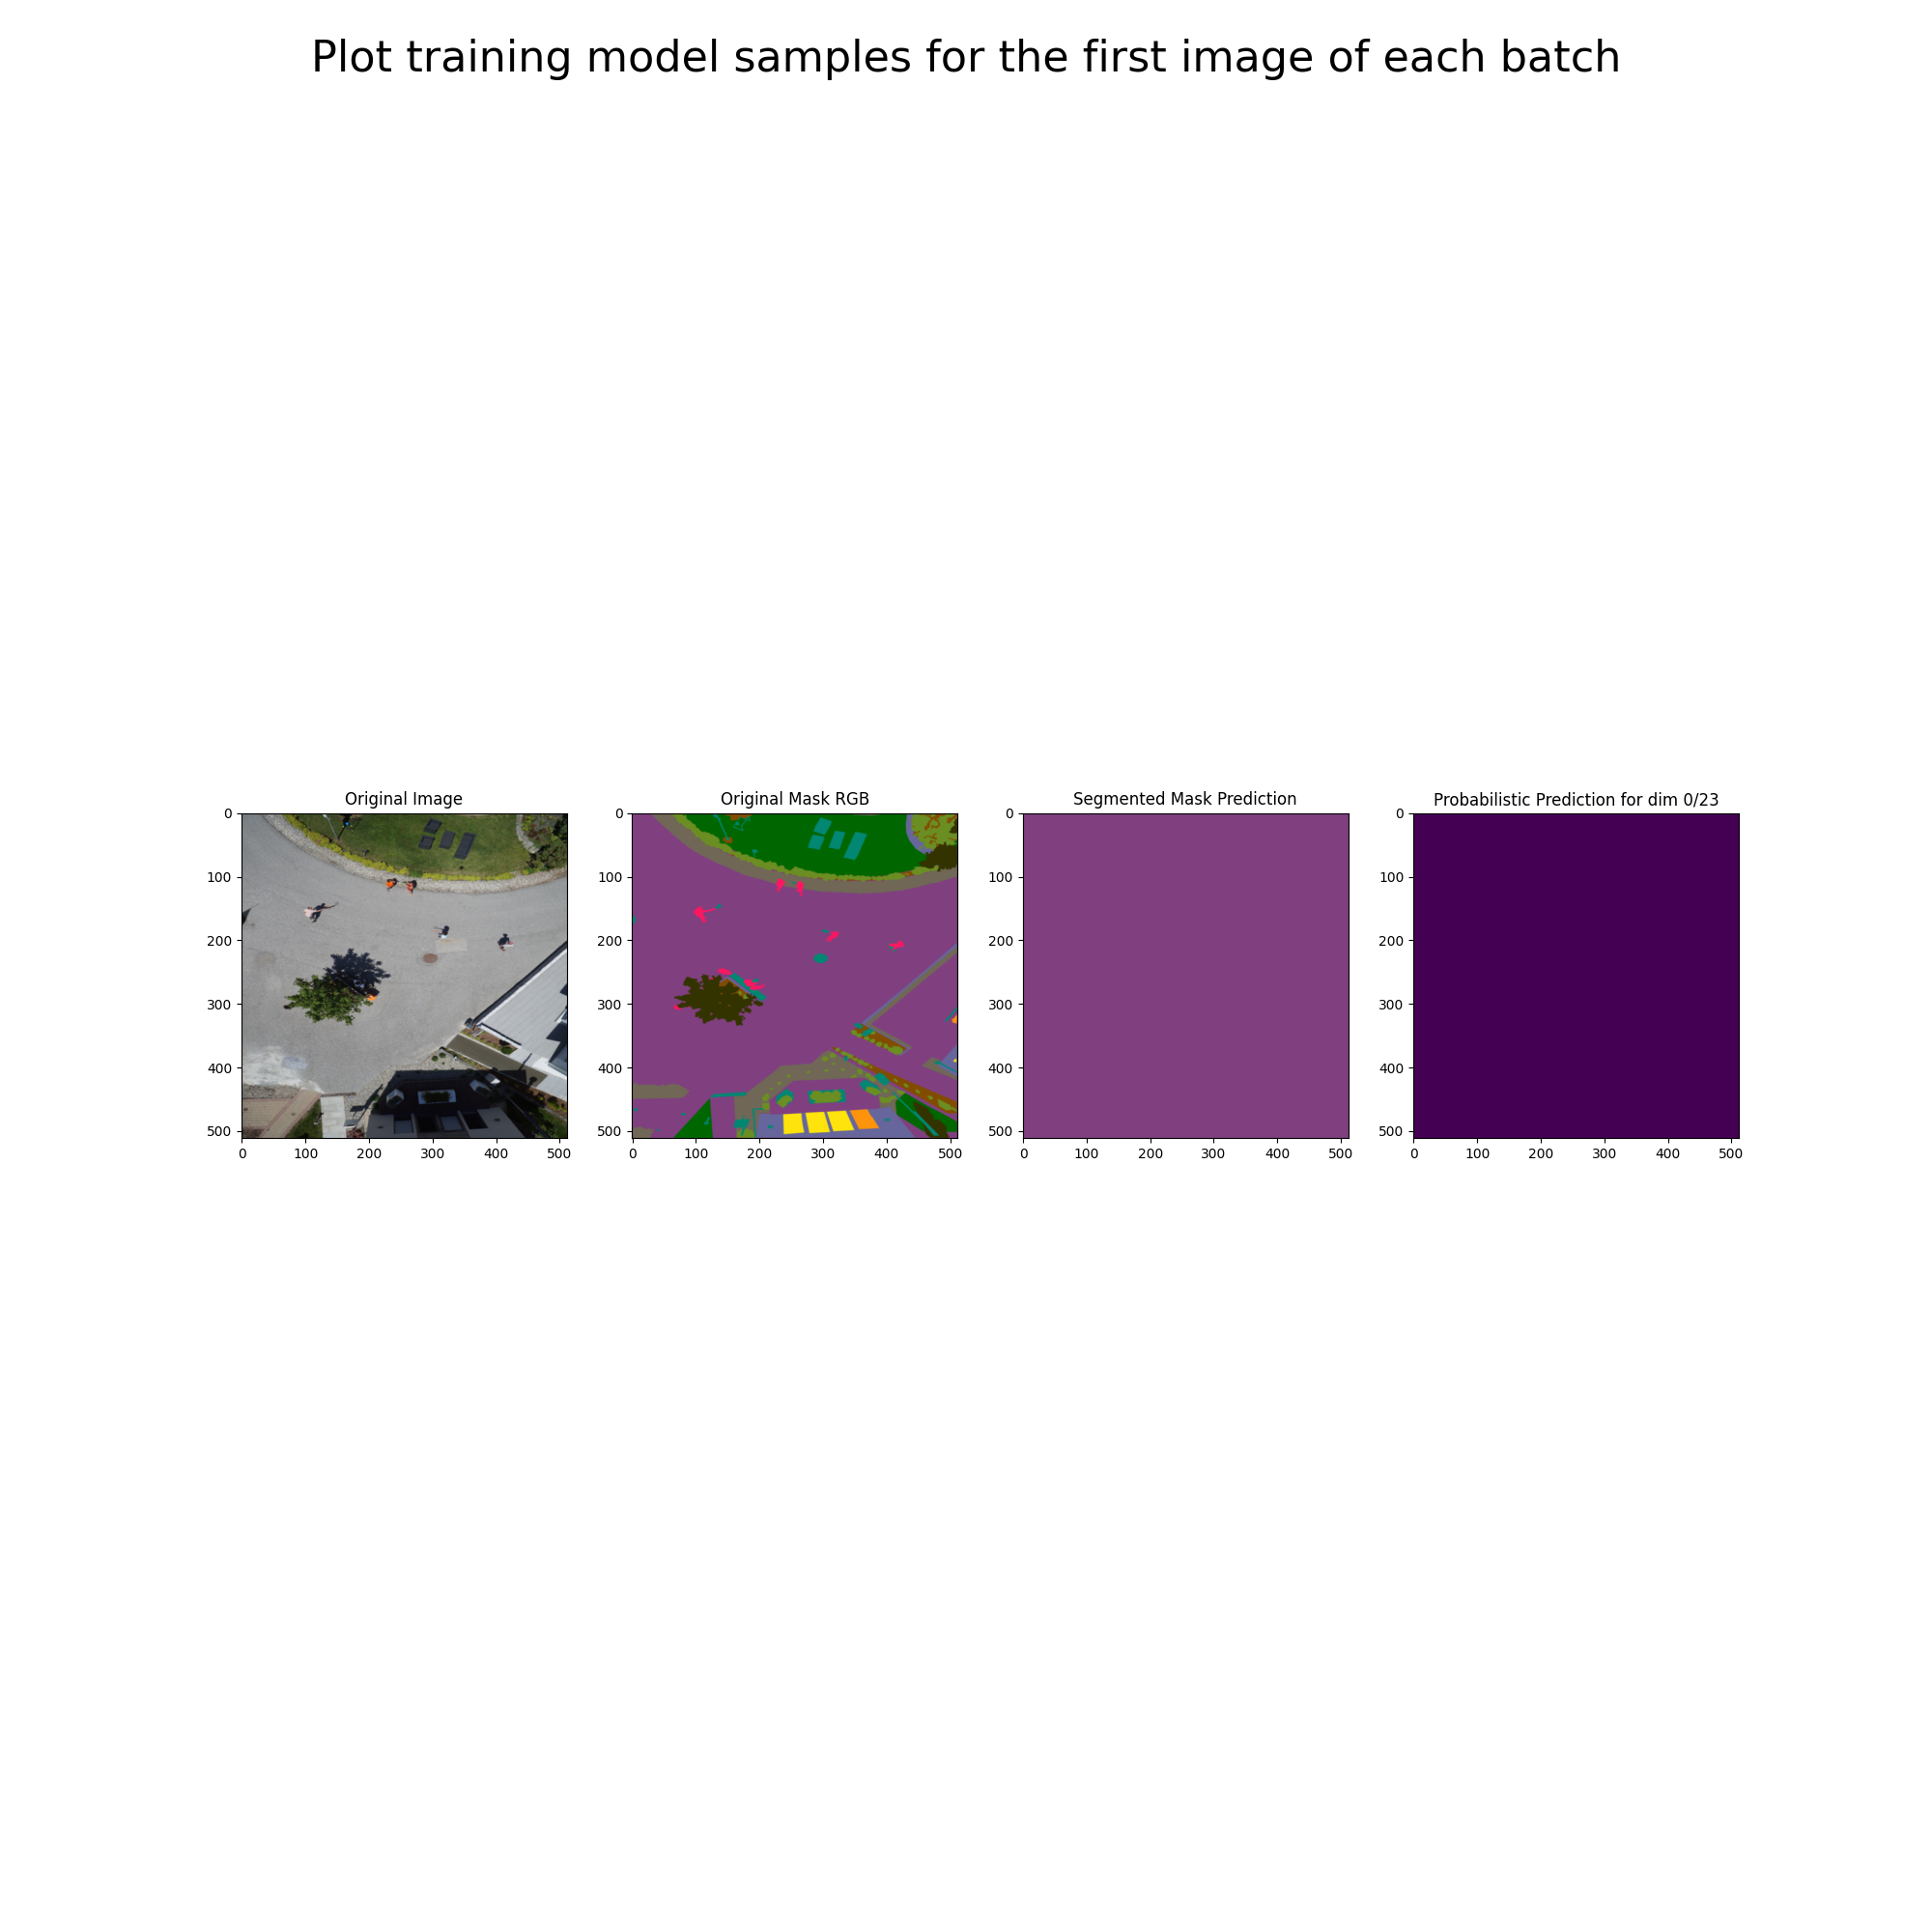 Plot training model samples for the first image of each batch
Original Image
Original Mask RGB
Segmented Mask Prediction
Probabilistic Prediction for dim 0/23
0
100
200
300
400
500
0 100 200 300 400 500
0
100
200
300
400
500
0 100 200 300 400 500
0
100
200
300
400
500
0 100 200 300 400 500
0
100
200
300
400
500
0 100 200 300 400 500